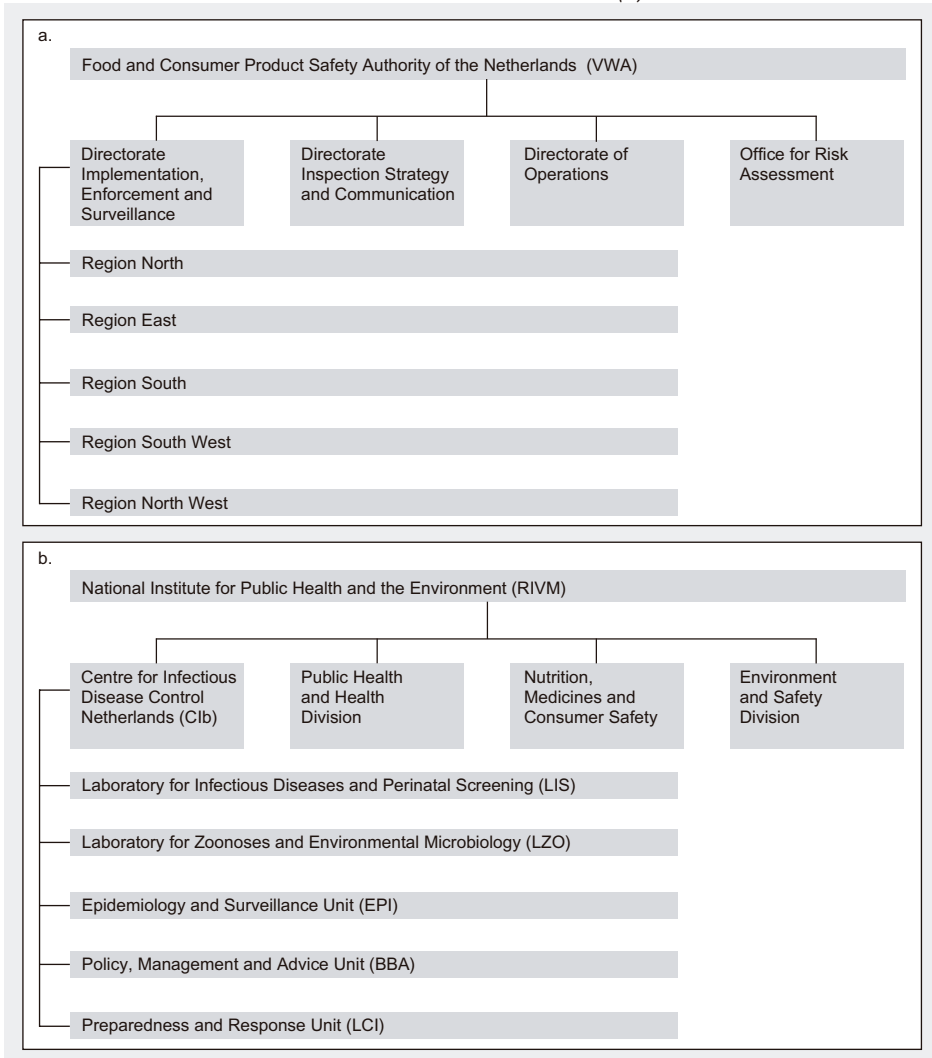 a.
Food and Consumer Product Safety Authority of the Netherlands (VWA)
Directorate
Implementation,
Enforcement and
Surveillance
Directorate
Inspection Strategy
and Communication
Directorate of
Operations
Office for Risk
Assessment
Region North
Region East
Region South
Region South West
Region North West
b.
National Institute for Public Health and the Environment (RIVM)
Centre for Infectious
Disease Control
Netherlands (CIb)
Public Health
and Health
Division
Nutrition,
Medicines and
Consumer Safety
Environment
and Safety
Division
Laboratory for Infectious Diseases and Perinatal Screening (LIS)
Laboratory for Zoonoses and Environmental Microbiology (LZO)
Epidemiology and Surveillance Unit (EPI)
Policy, Management and Advice Unit (BBA)
Preparedness and Response Unit (LCI)